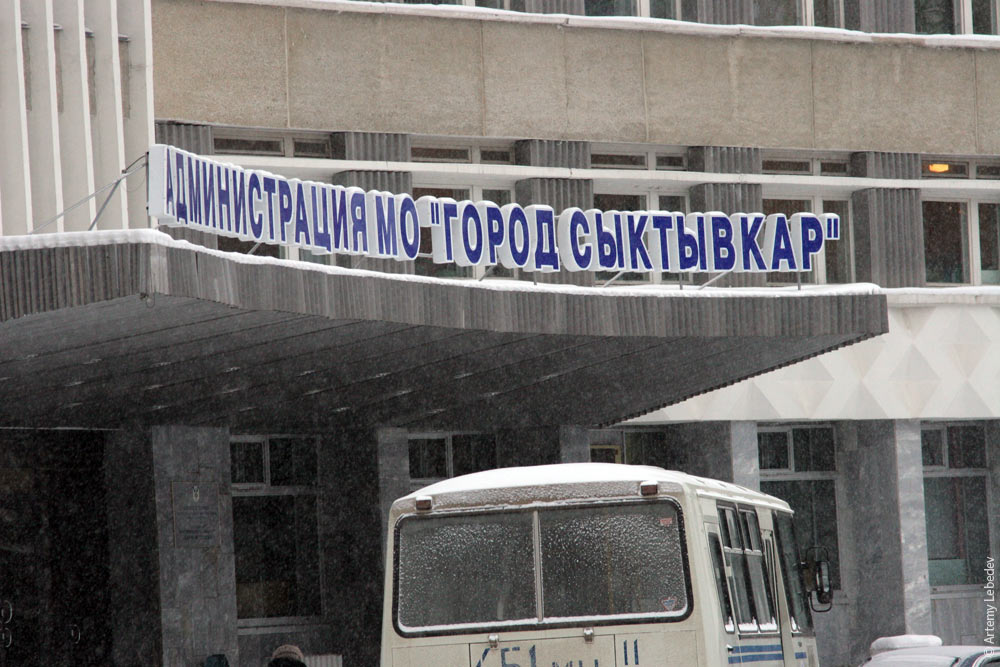 АДМИНИСТРАЦИЯ МО "ГОРОД СЫКТЫВКАР"
© Artemy Lebedev